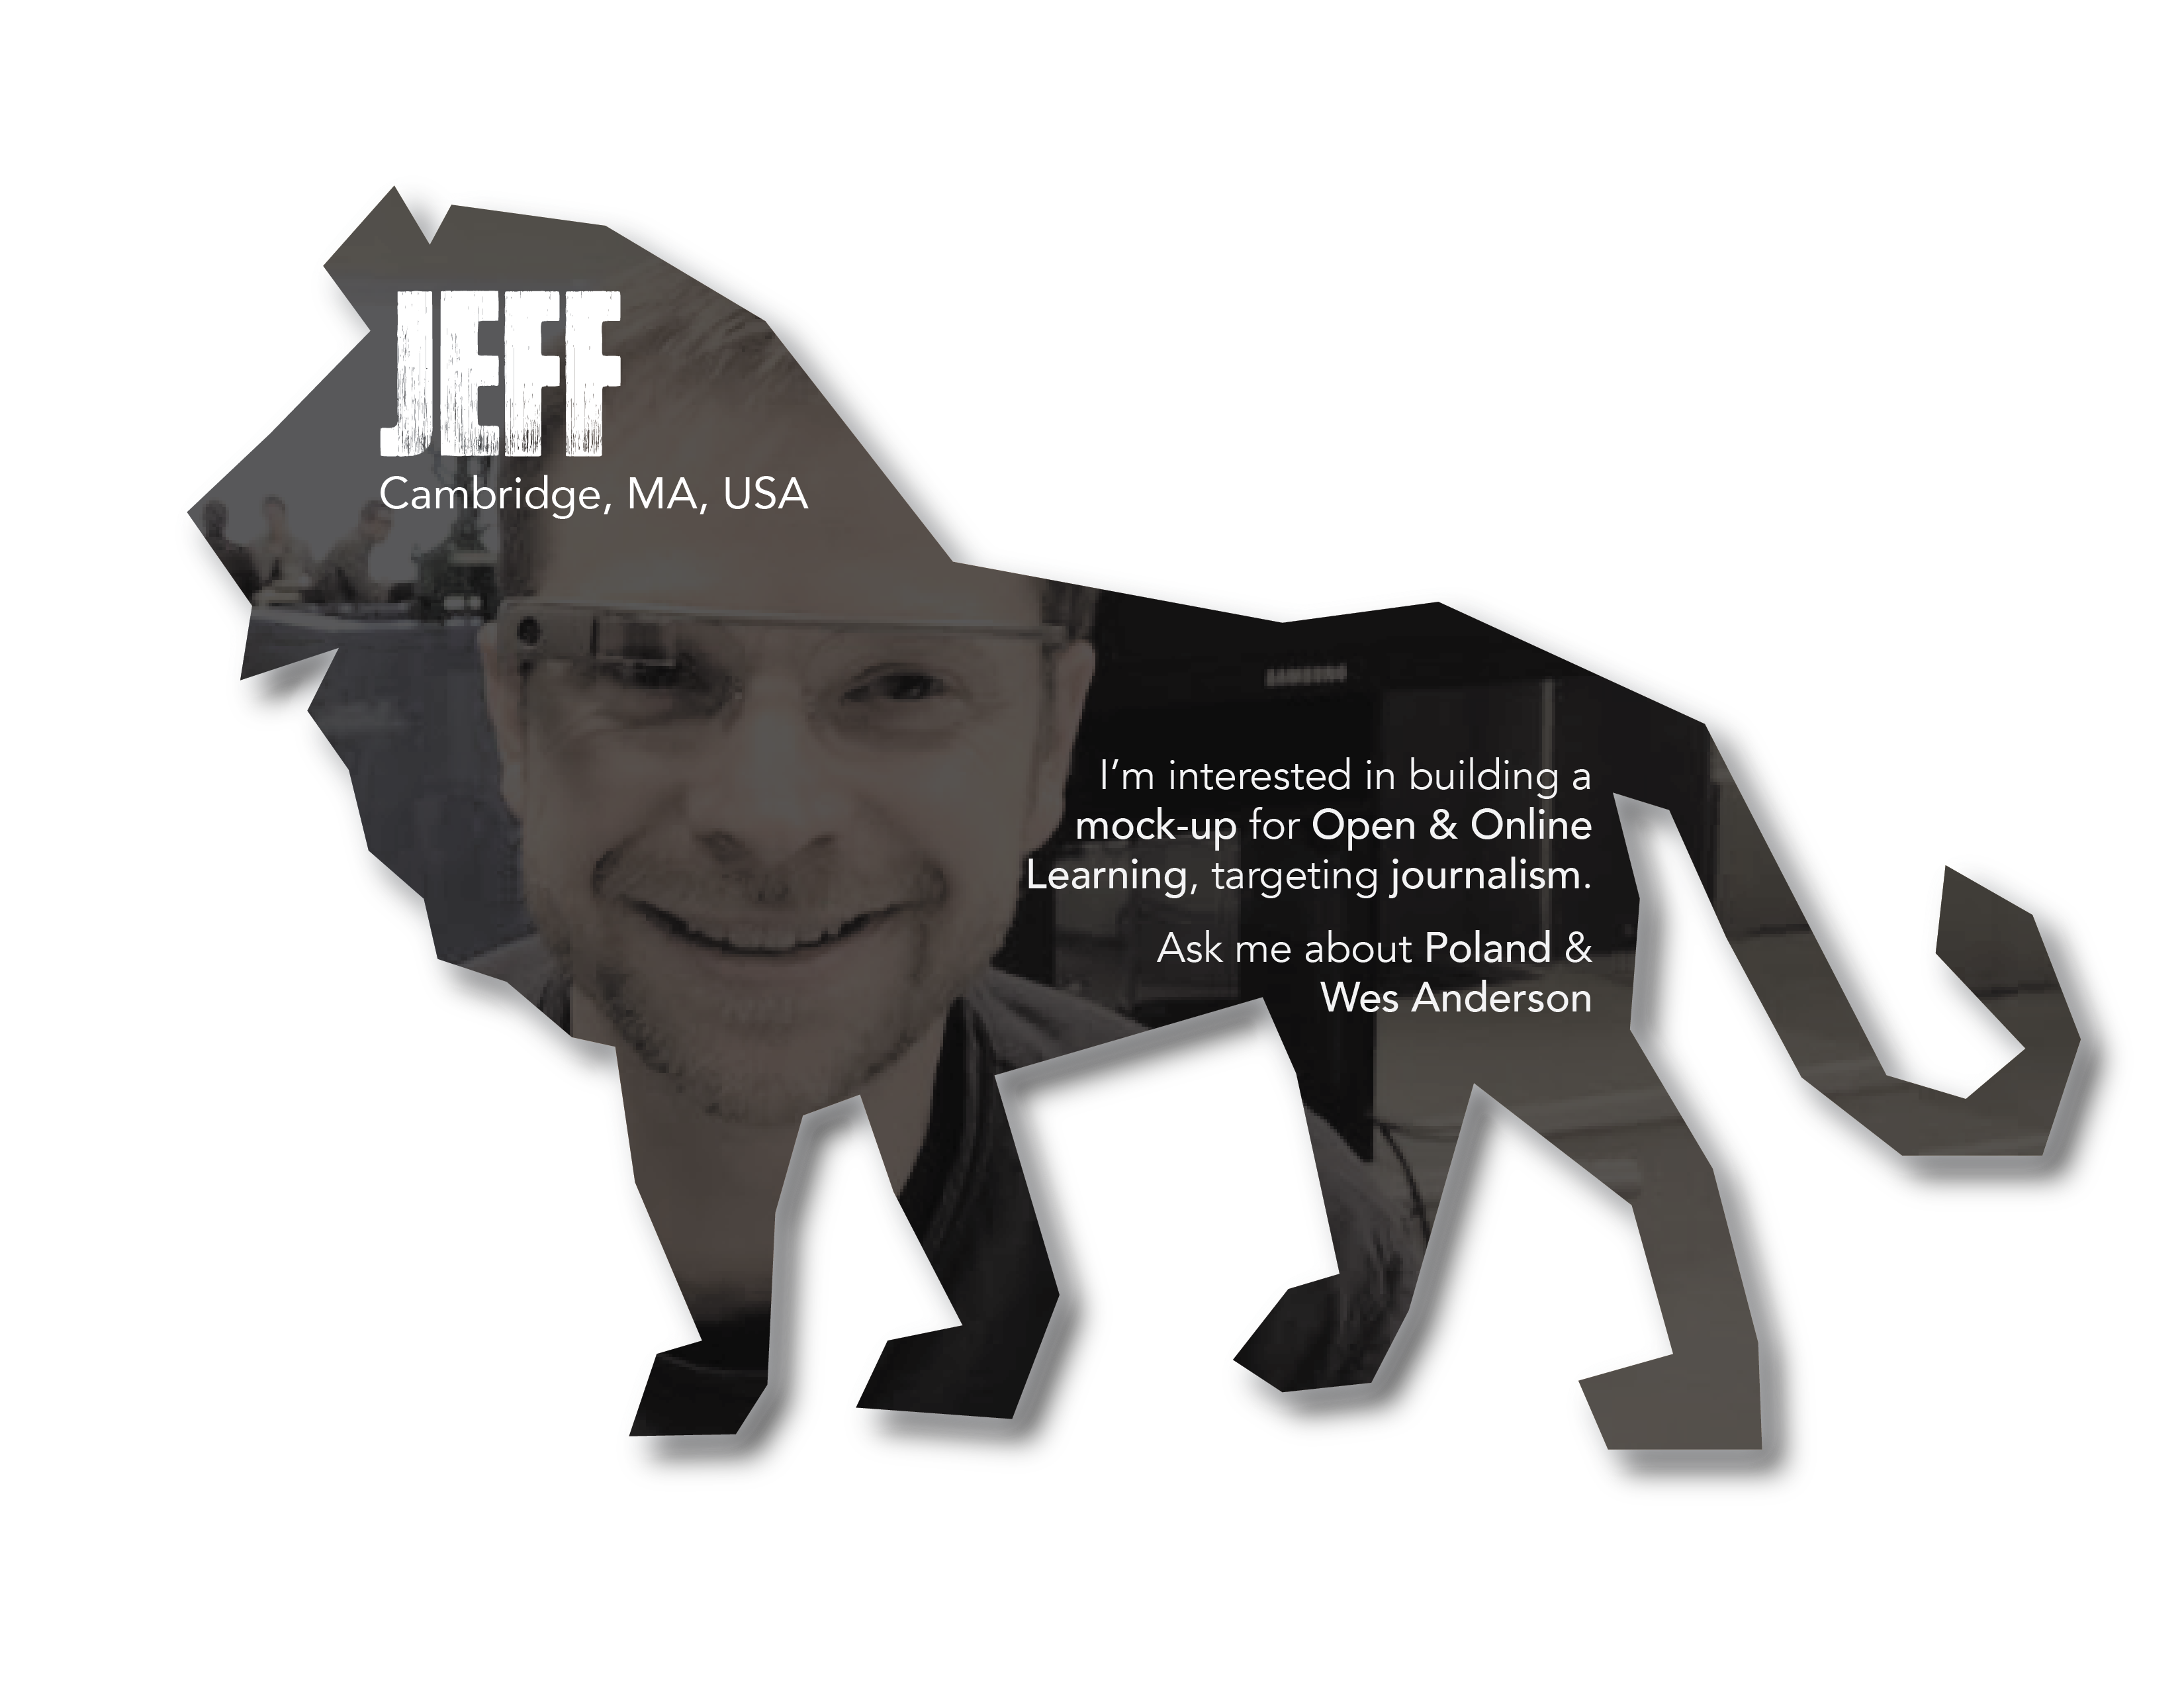 JEFF
Cambridge, MA, USA
SAMSUNG
I’m interested in building a
mock-up for Open & Online
Learning, targeting journalism.
Ask me about Poland &
Wes Anderson